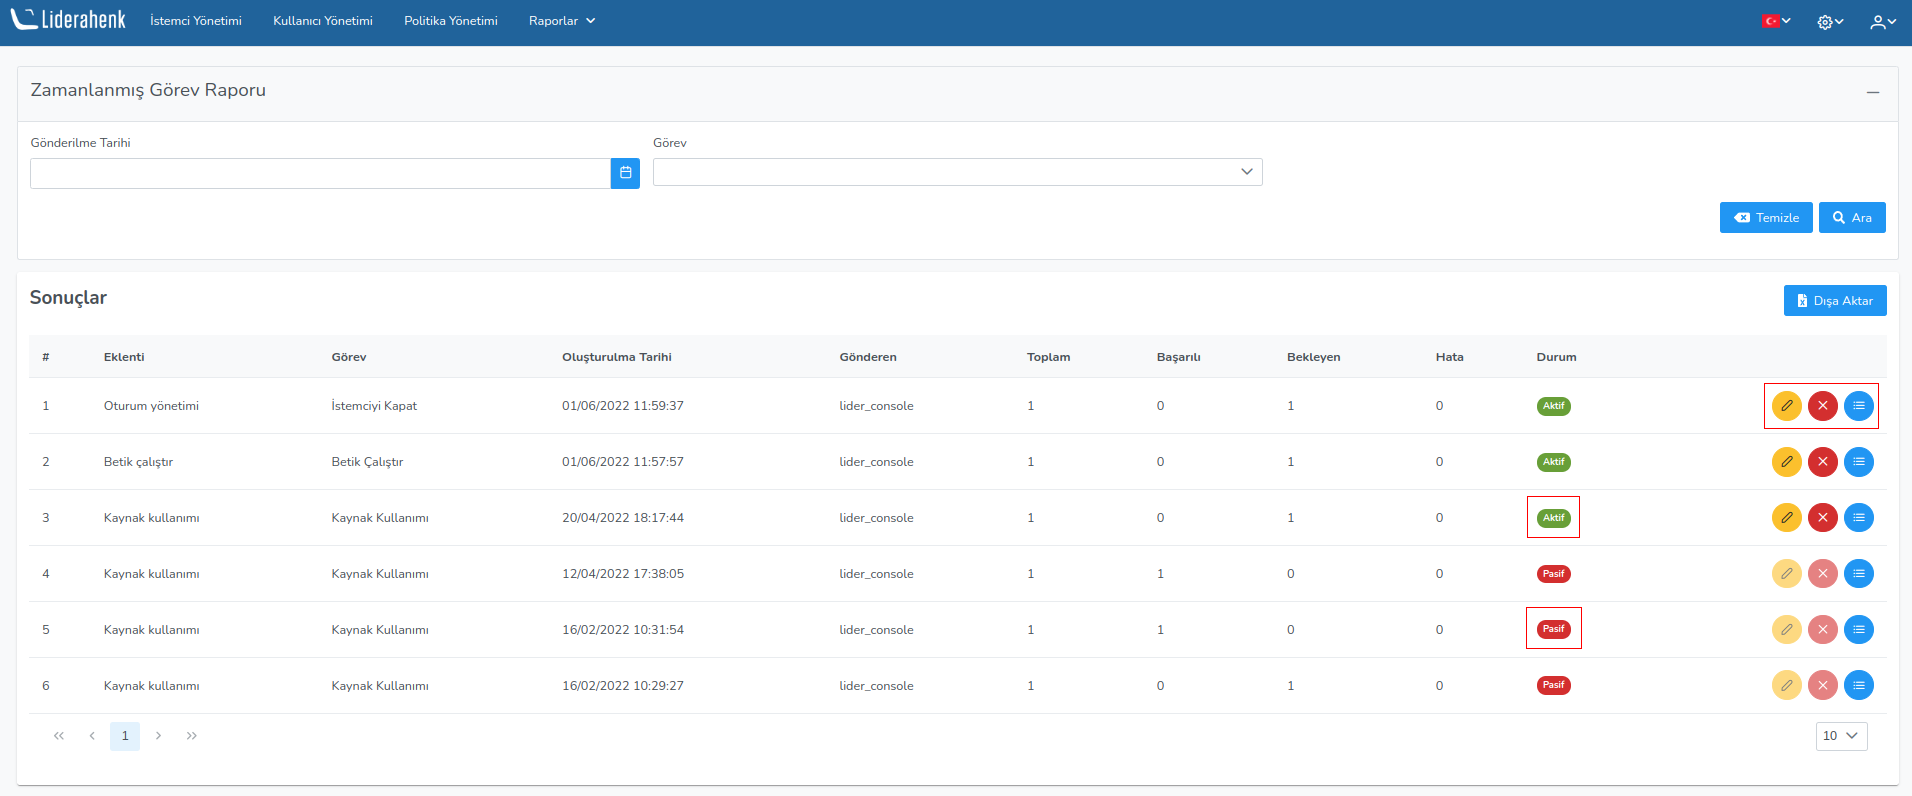 Liderahenk İstemci Yönetimi Kullanıcı Yönetimi Politika Yönetimi Raporlar
Zamanlanmış Görev Raporu
Gönderilme Tarihi Görev
Temizle Ara
Sonuçlar
Dışa Aktar
# Eklenti Görev Oluşturulma Tarihi Gönderen Toplam Başarılı Bekleyen Hata Durum
1 Oturum yönetimi İstemciyi Kapat 01/06/2022 11:59:37 lider_console 1 0 1 0 Aktif
2 Betik çalıştır Betik Çalıştır 01/06/2022 11:57:57 lider_console 1 0 1 0 Aktif
3 Kaynak kullanımı Kaynak Kullanımı 20/04/2022 18:17:44 lider_console 1 0 1 0 Aktif
4 Kaynak kullanımı Kaynak Kullanımı 12/04/2022 17:38:05 lider_console 1 1 0 0 Pasif
5 Kaynak kullanımı Kaynak Kullanımı 16/02/2022 10:31:54 lider_console 1 1 0 0 Pasif
6 Kaynak kullanımı Kaynak Kullanımı 16/02/2022 10:29:27 lider_console 1 0 1 0 Pasif
1 10